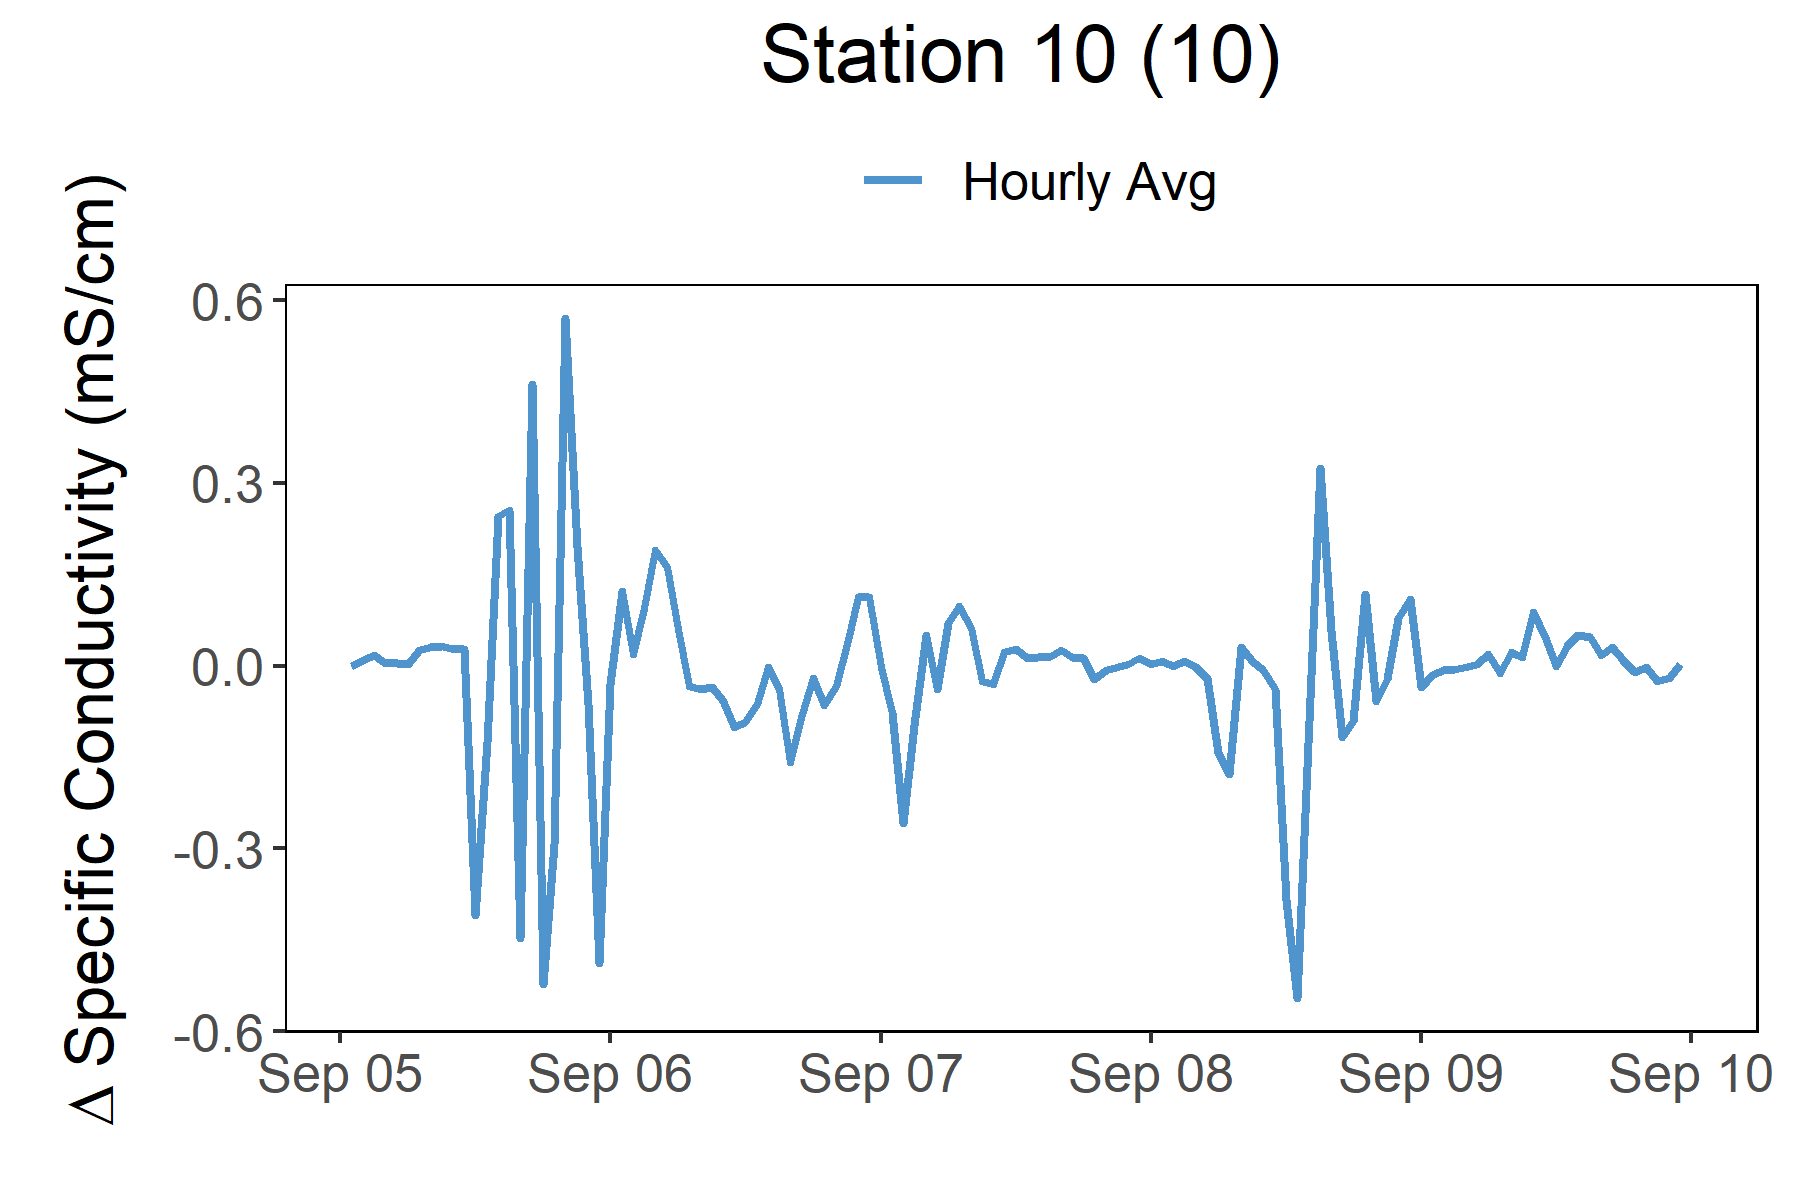 Station 10 (10)
Hourly Avg
Δ Specific Conductivity (mS/cm)
0.6
0.3
0.0
-0.3
-0.6
Sep 05 Sep 06 Sep 07 Sep 08 Sep 09 Sep 10